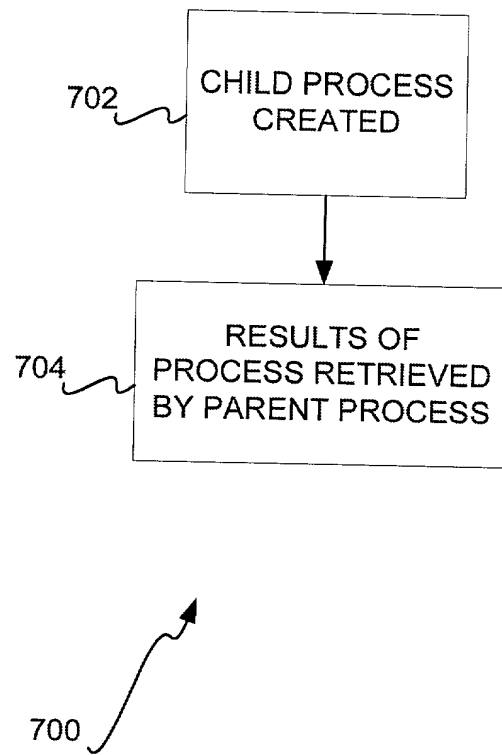 702
CHILD PROCESS
CREATED
704
RESULTS OF
PROCESS RETRIEVED
BY PARENT PROCESS
700